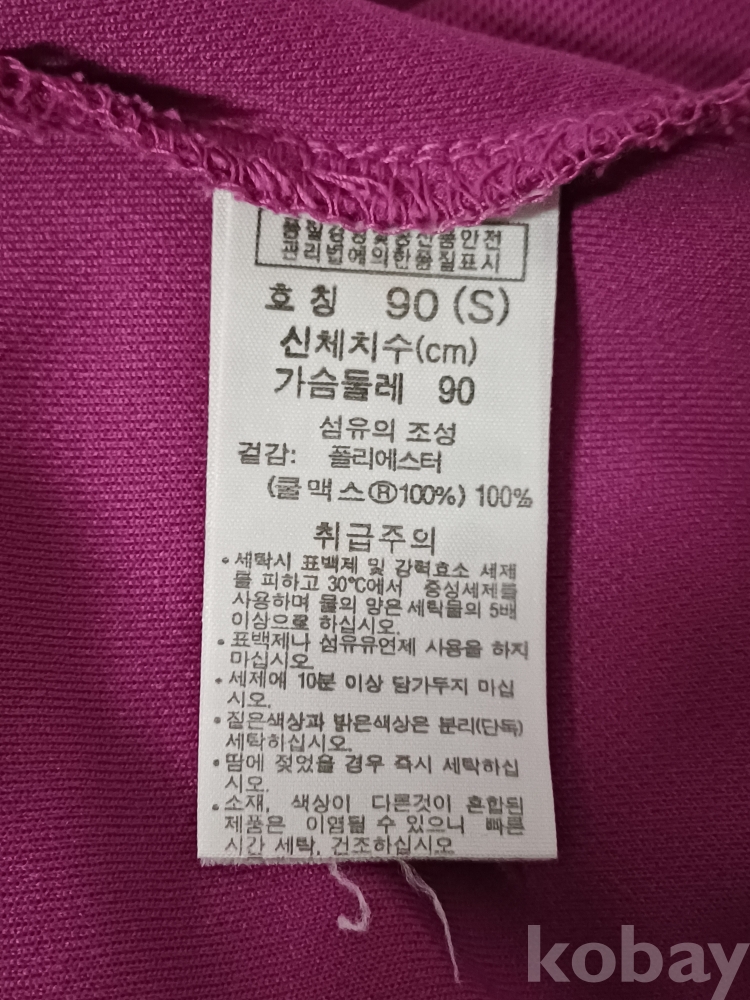 품질경영및공산품안전
관리법에의한품질표시
호칭 90 (S)
신체치수(cm)
가슴둘레 90
섬유의 조성
겉감: 폴리에스터
(쿨맥스®100%) 100%
취급주의
• 세탁시 표백제 및 강력효소 세제
를 피하고 30℃에서 중성세제를
사용하며 물의 양은 세탁물의 5배
이상으로 하십시오.
• 표백제나 섬유유연제 사용을 하지
마십시오
• 세제에 10분 이상 담가두지 마십
시오.
• 짙은색상과 밝은색상은 분리(단독)
세탁하십시오.
• 땀에 젖었을 경우 즉시 세탁하십
시오.
• 소재, 색상이 다른것이 혼합된
제품은 이염될 수 있으니 빠른
시간 세탁, 건조하십시오
kobay